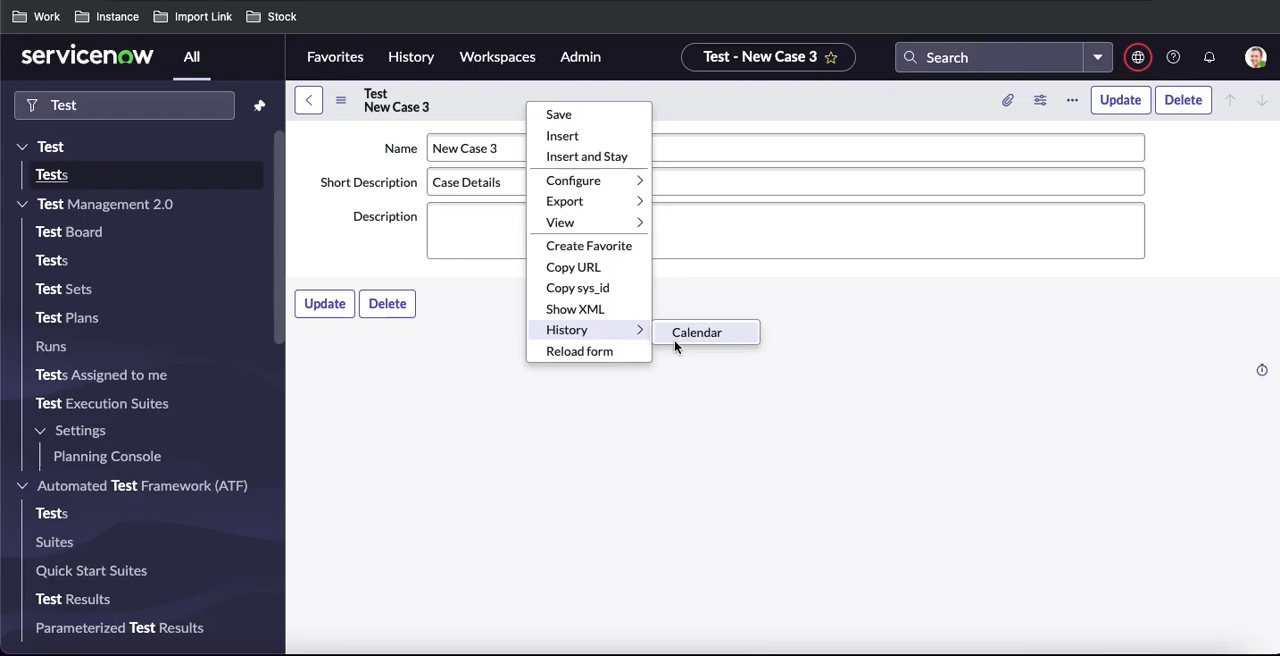 Work Instance Import Link Stock
servicenow All Favorites History Workspaces Admin Test - New Case 3 Search
Test
Test
New Case 3
Update Delete
Test
Tests
Test Management 2.0
Test Board
Tests
Test Sets
Test Plans
Runs
Tests Assigned to me
Test Execution Suites
Settings
Planning Console
Automated Test Framework (ATF)
Tests
Suites
Quick Start Suites
Test Results
Parameterized Test Results
Name New Case 3
Short Description Case Details
Description
Update Delete
Save
Insert
Insert and Stay
Configure
Export
View
Create Favorite
Copy URL
Copy sys_id
Show XML
History
Reload form
Calendar